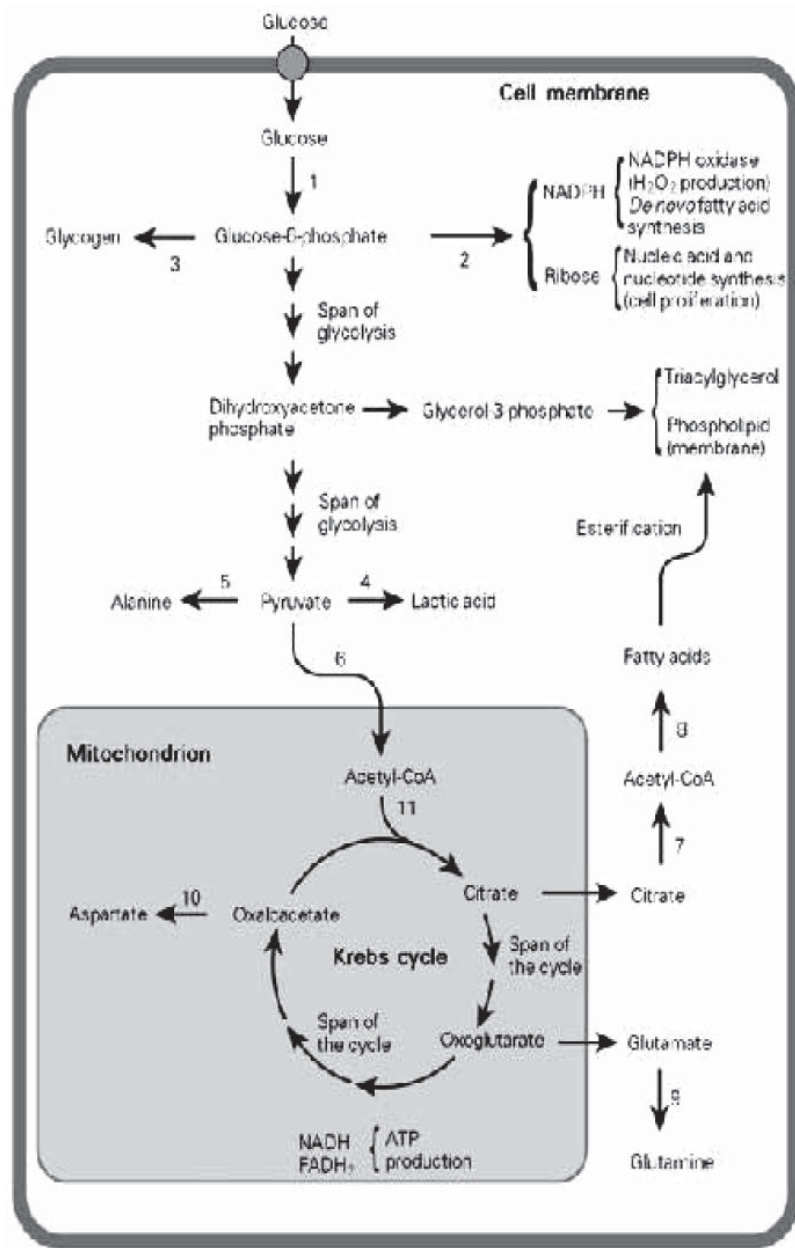 Glucose
Cell membrane
Glucose
1
NADPH
NADPH oxidase
(H₂O₂ production)
De novo fatty acid
synthesis
Glycogen
3
Glucose-6-phosphate
2
Ribose
Nucleic acid and
nucleotide synthesis
(cell proliferation)
Span of
glycolysis
Dihydroxyacetone
phosphate
Glycerol-3 phosphate
Triacylglycerol
Phospholipid
(membrane)
Span of
glycolysis
Esterification
Alanine
5
Pyruvate
4
Lactic acid
6
Fatty acids
8
Mitochondrion
Acetyl-CoA
11
Acetyl-CoA
7
Aspartate
10
Oxaloacetate
Citrate
Citrate
Krebs cycle
Span of
the cycle
Span of
the cycle
Oxoglutarate
Glutamate
9
NADH
FADH₂
ATP
production
Glutamine